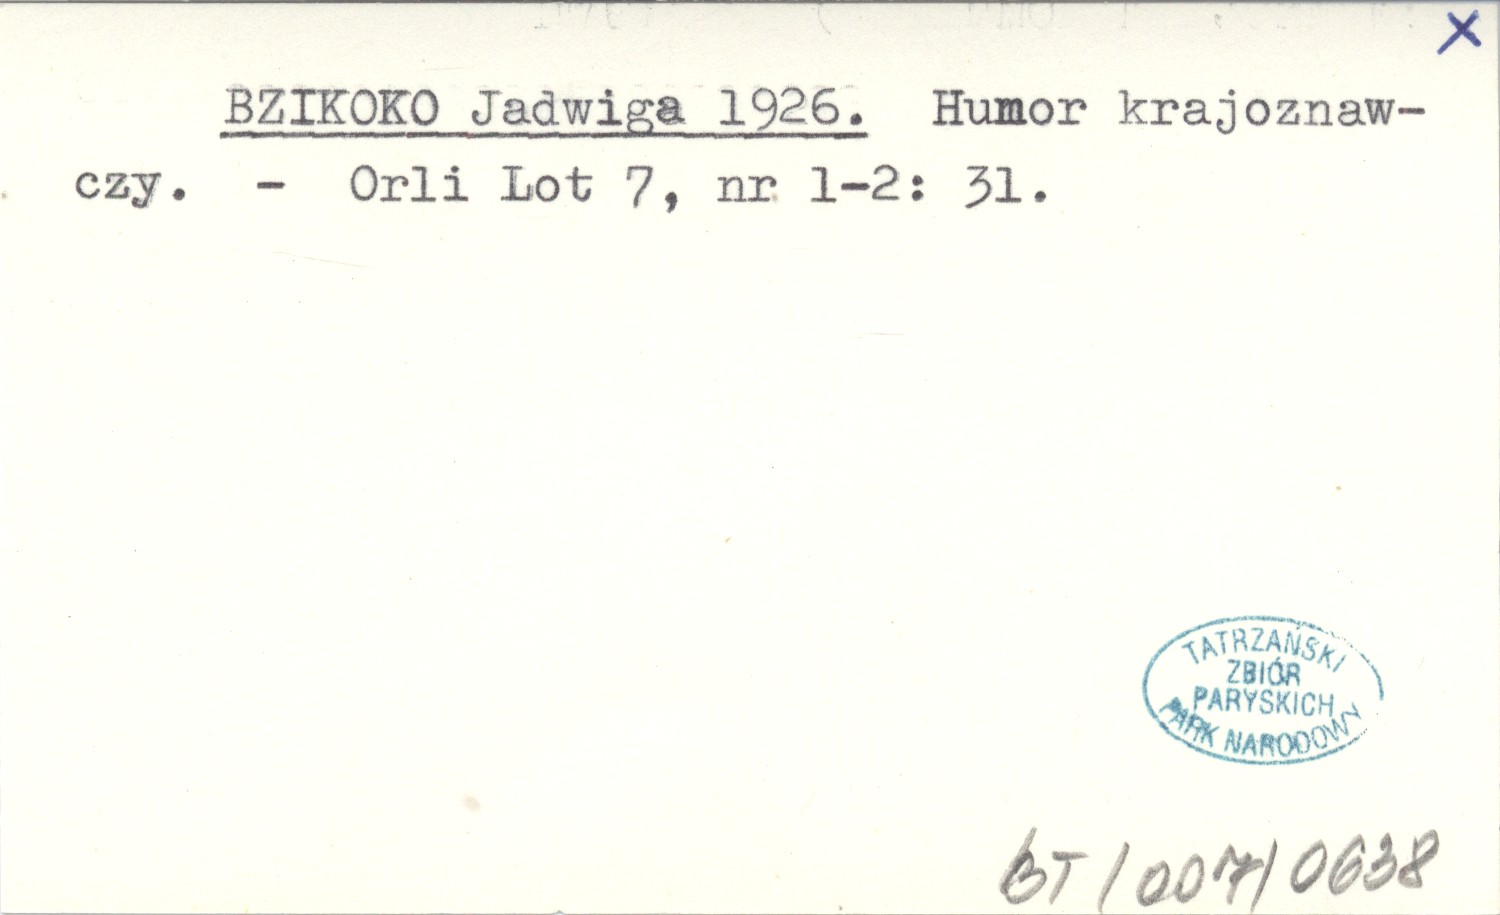 X
BZIKOKO Jadwiga 1926. Humor krajoznaw-
czy. - Orli Lot 7, nr 1-2: 31.
TATRZAŃSKI
ZBIÓR
PARYSKICH
PARK NARODOWY
BT/007/0638